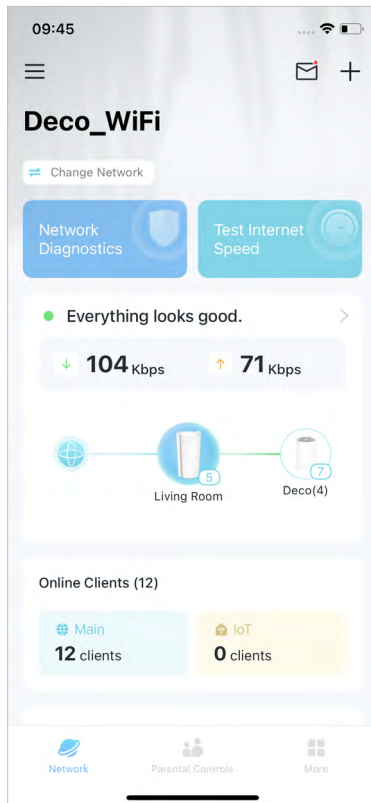 09:45
Deco_WiFi
Change Network
Network
Diagnostics
Test Internet
Speed
Everything looks good.
104 Kbps
71 Kbps
5
7
Living Room
Deco(4)
Online Clients (12)
Main
12 clients
IoT
0 clients
Network
Parental Controls
More